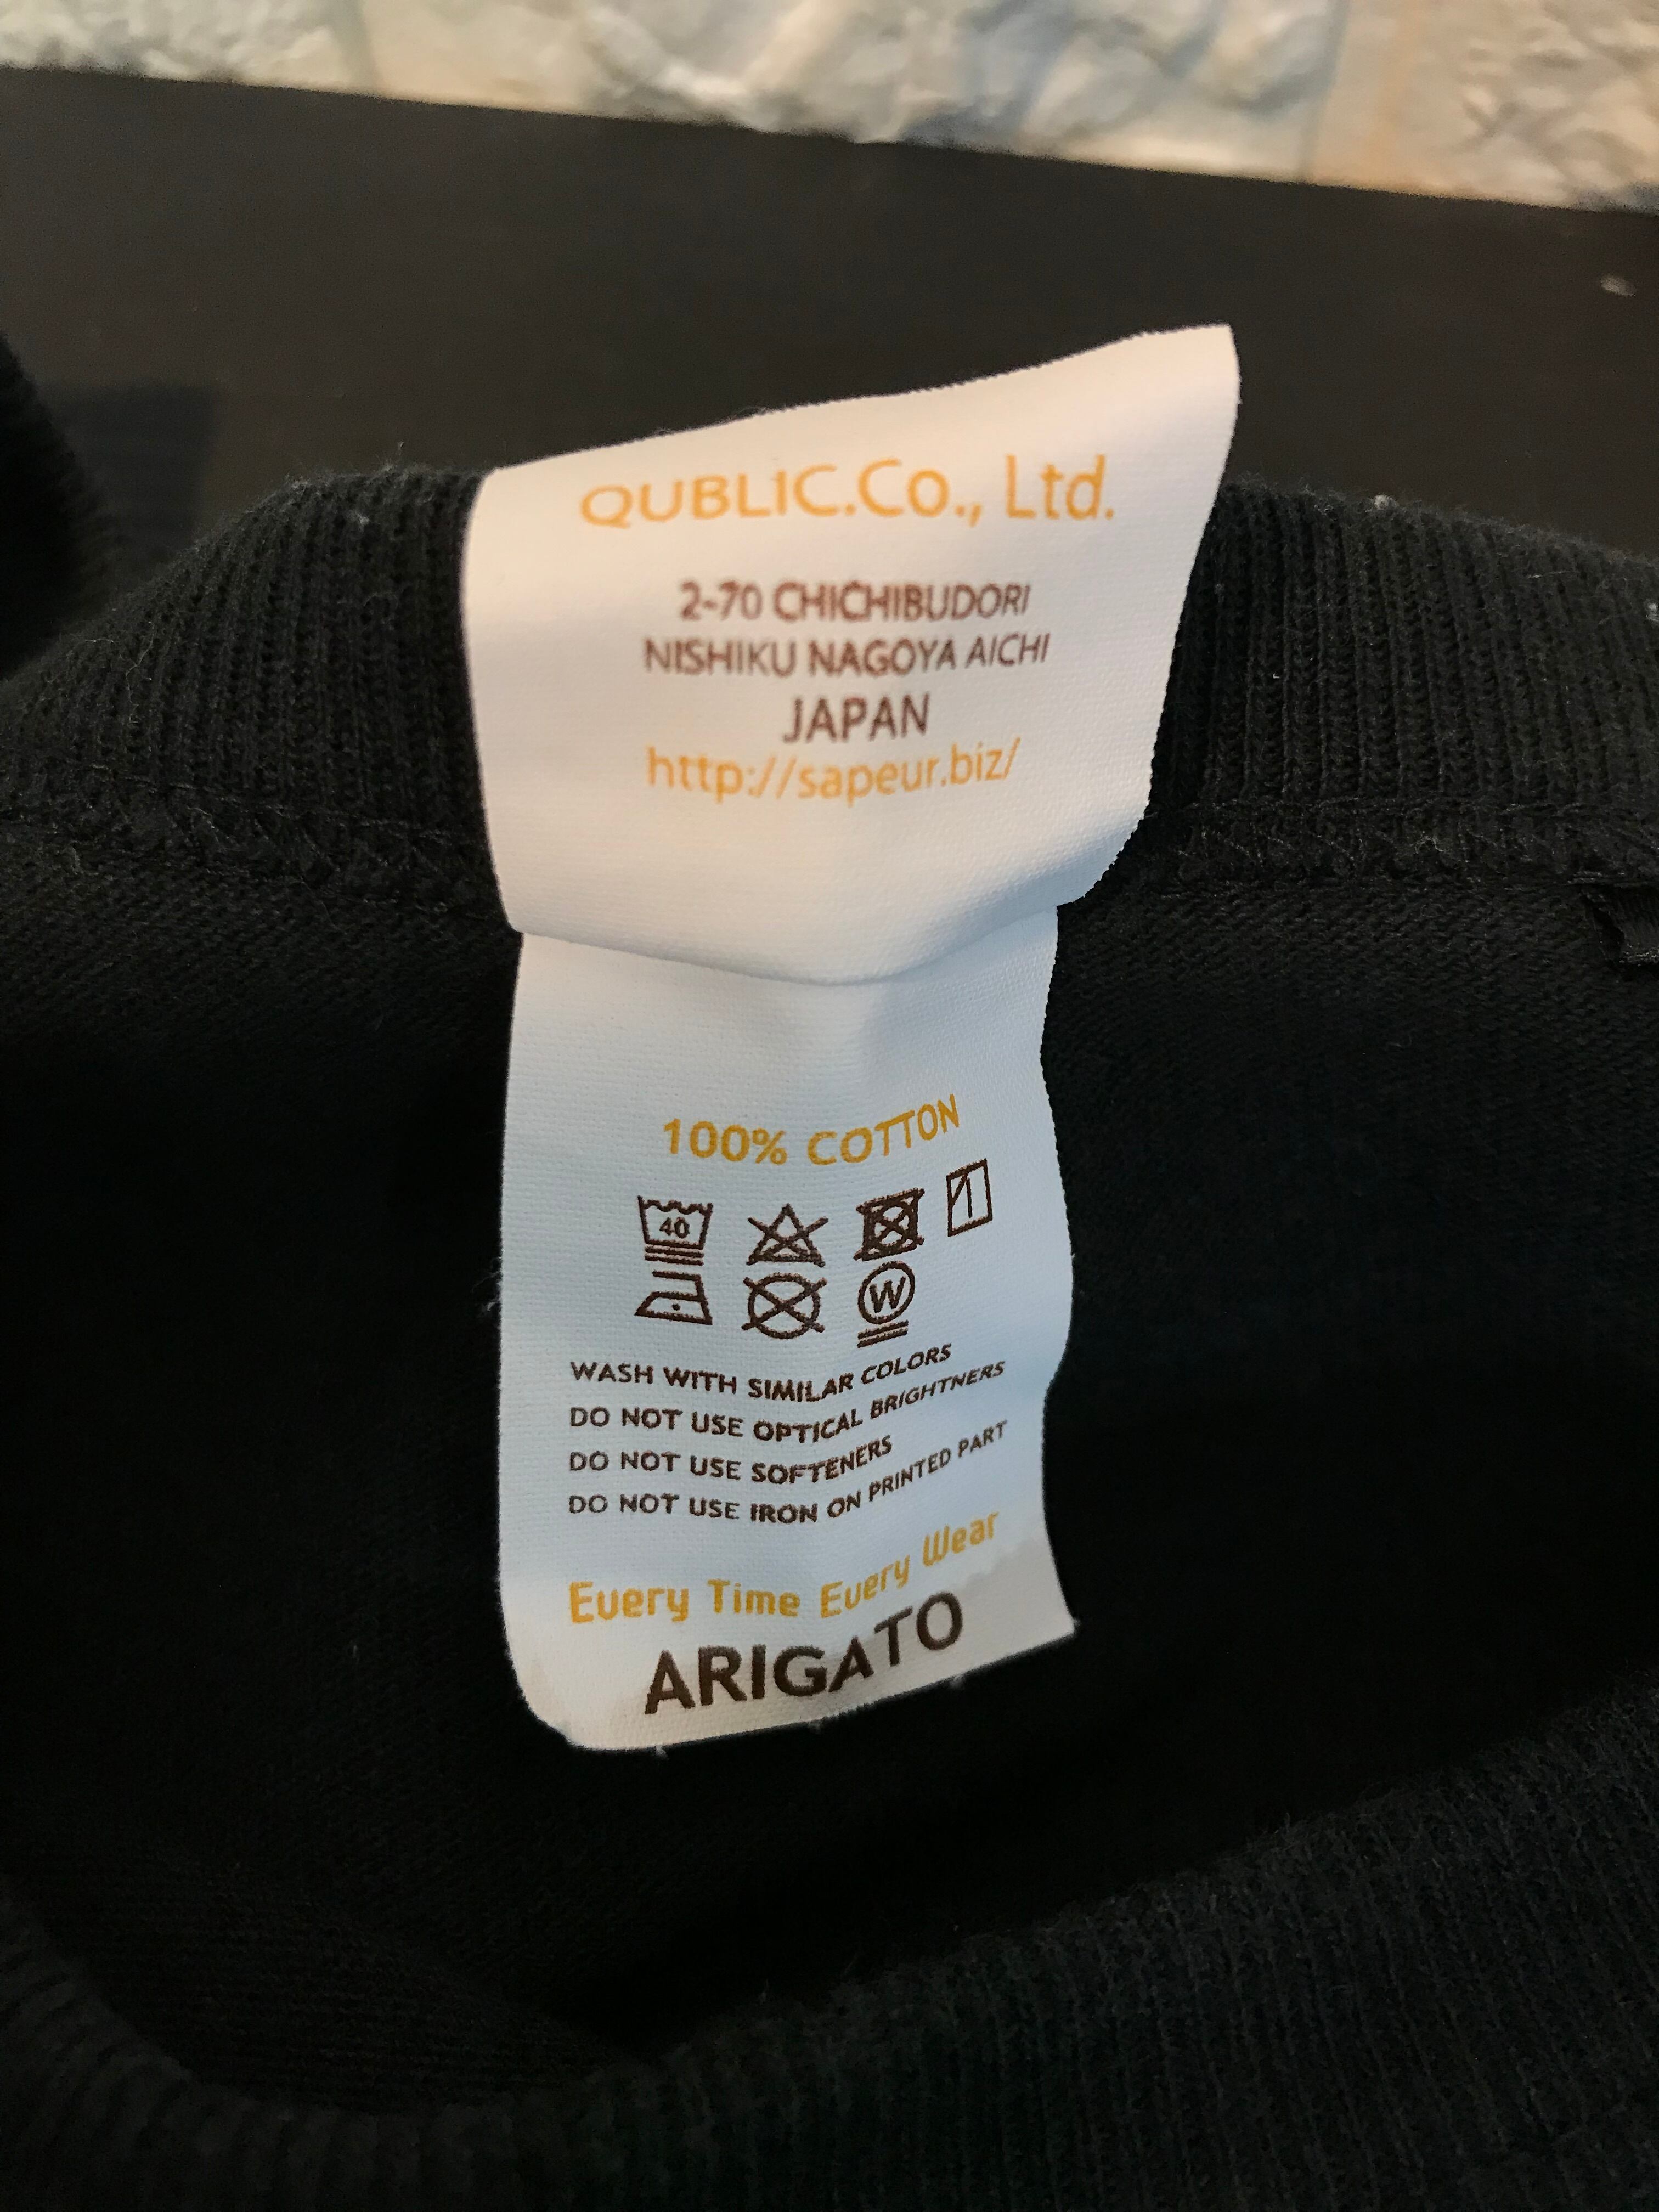 QUBLIC.Co., Ltd.
2-70 CHICHIBUDORI
NISHIKU NAGOYA AICHI
JAPAN
http://sapeur.biz/
100% COTTON
40
W
WASH WITH SIMILAR COLORS
DO NOT USE OPTICAL BRIGHTNERS
DO NOT USE SOFTENERS
DO NOT USE IRON ON PRINTED PART
Every Time Every Wear
ARIGATO